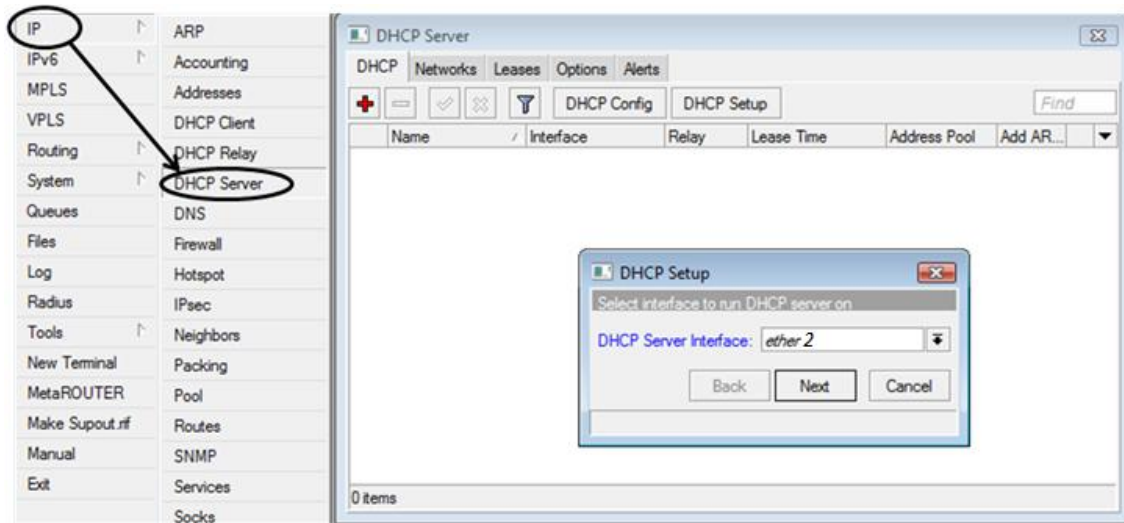 IP
IPv6
MPLS
VPLS
Routing
System
Queues
Files
Log
Radius
Tools
New Terminal
MetaROUTER
Make Supout.rif
Manual
Exit
ARP
Accounting
Addresses
DHCP Client
DHCP Relay
DHCP Server
DNS
Firewall
Hotspot
IPsec
Neighbors
Packing
Pool
Routes
SNMP
Services
Socks
DHCP Server
DHCP Networks Leases Options Alerts
DHCP Config DHCP Setup Find
Name Interface Relay Lease Time Address Pool Add AR...
DHCP Setup
Select interface to run DHCP server on
DHCP Server Interface: ether 2
Back Next Cancel
0 items